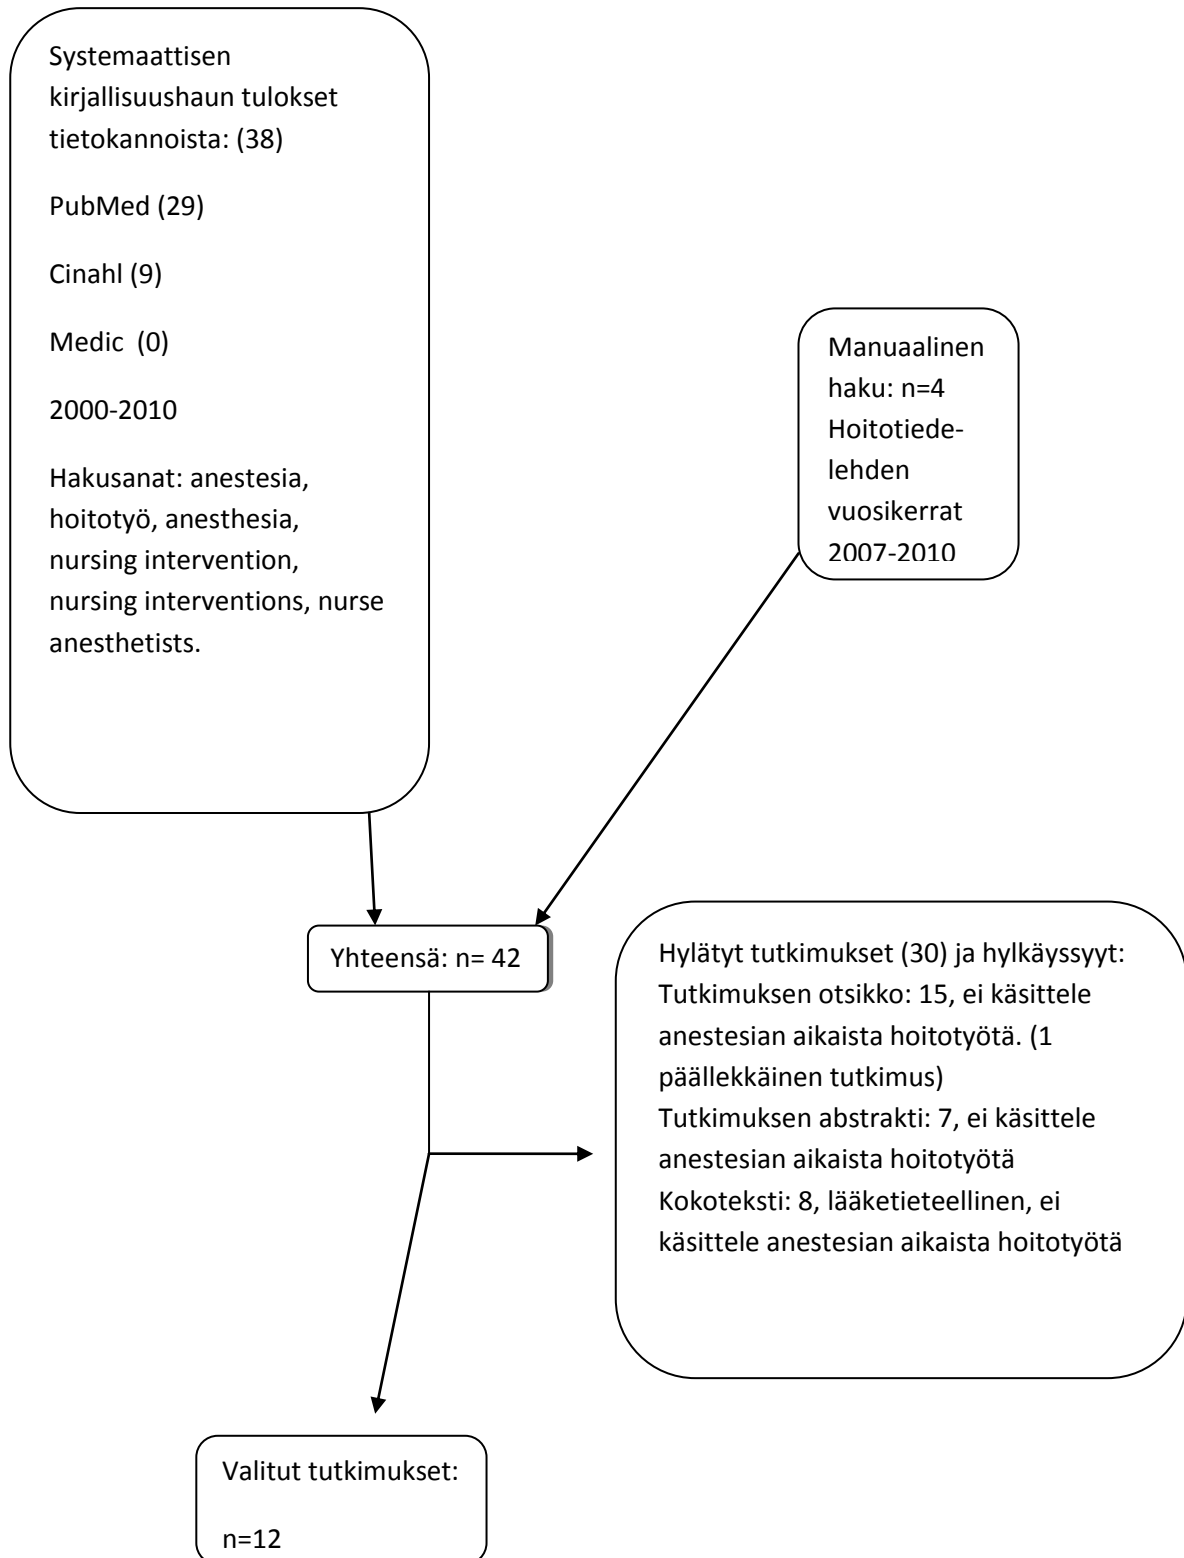 Systemaattisen
kirjallisuushaun tulokset
tietokannoista: (38)
PubMed (29)
Cinahl (9)
Medic (0)
2000-2010
Hakusanat: anestesia,
hoitotyö, anesthesia,
nursing intervention,
nursing interventions, nurse
anesthetists.
Manuaalinen
haku: n=4
Hoitotiede-
lehden
vuosikerrat
2007-2010
Yhteensä: n= 42
Hylätyt tutkimukset (30) ja hylkäyssyyt:
Tutkimuksen otsikko: 15, ei käsittele
anestesian aikaista hoitotyötä. (1
päällekkäinen tutkimus)
Tutkimuksen abstrakti: 7, ei käsittele
anestesian aikaista hoitotyötä
Kokoteksti: 8, lääketieteellinen, ei
käsittele anestesian aikaista hoitotyötä
Valitut tutkimukset:
n=12